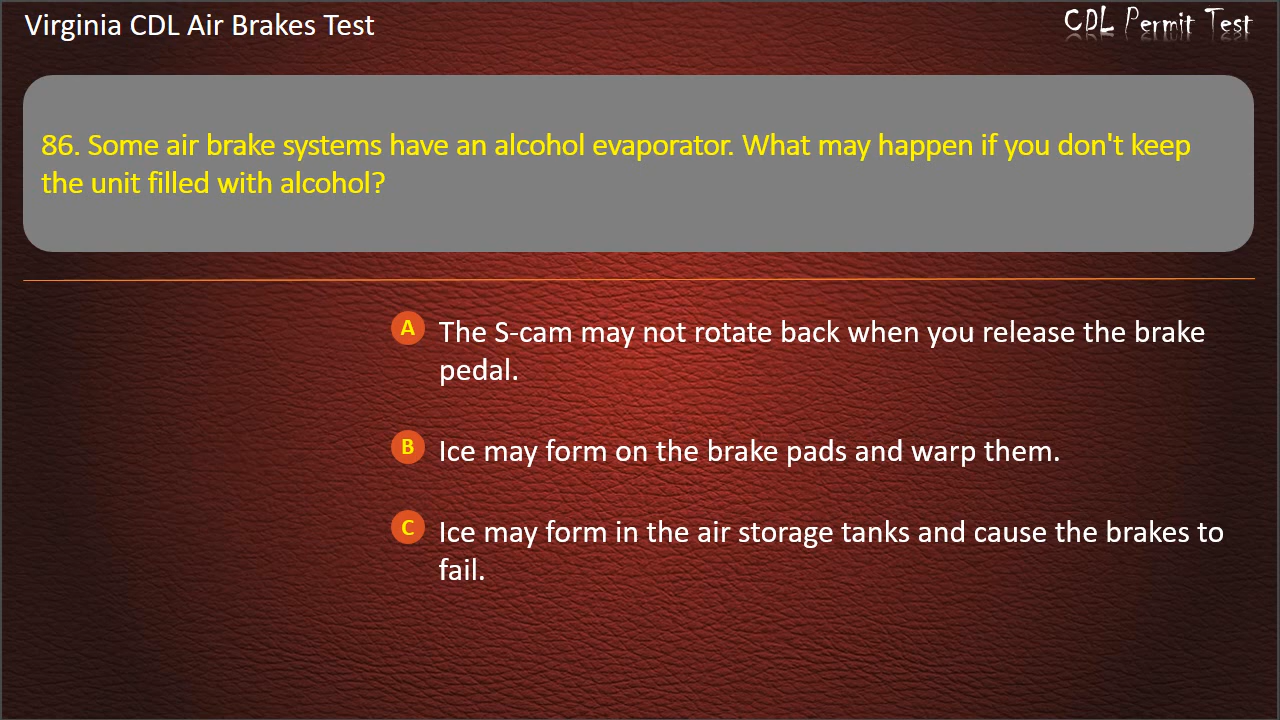 Virginia CDL Air Brakes Test
CDL Permit Test
86. Some air brake systems have an alcohol evaporator. What may happen if you don't keep
the unit filled with alcohol?
A The S-cam may not rotate back when you release the brake
pedal.
B Ice may form on the brake pads and warp them.
C Ice may form in the air storage tanks and cause the brakes to
fail.